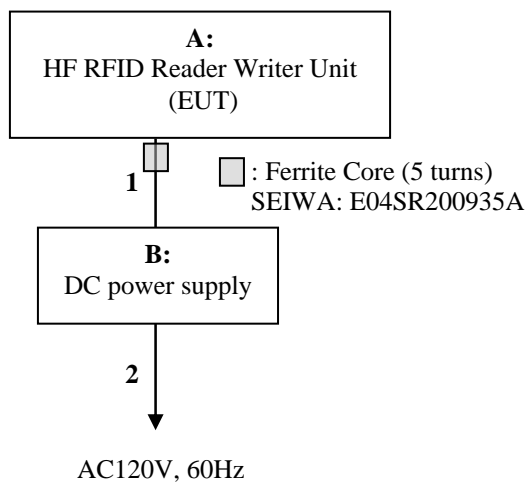 A:
HF RFID Reader Writer Unit
(EUT)
1
: Ferrite Core (5 turns)
SEIWA: E04SR200935A
B:
DC power supply
2
AC120V, 60Hz